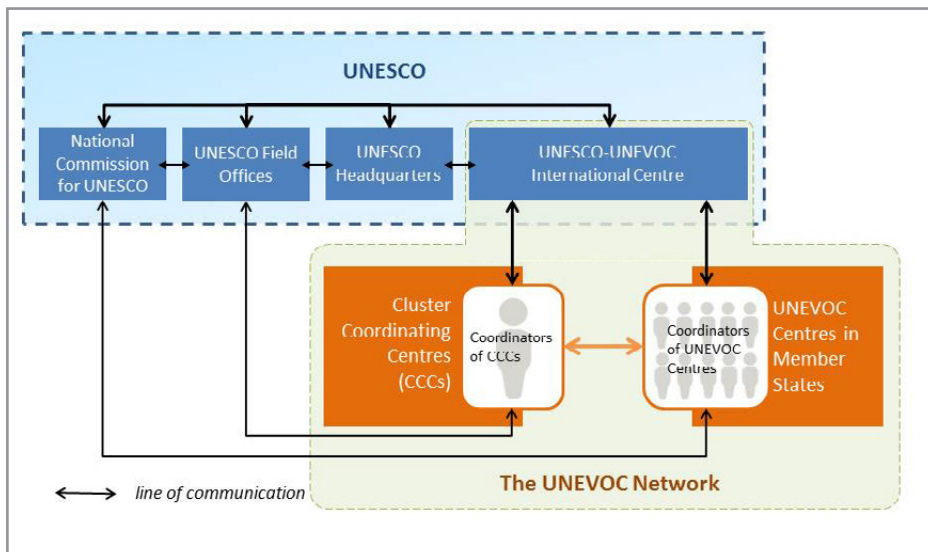 UNESCO
National
Commission
for UNESCO
UNESCO Field
Offices
UNESCO
Headquarters
UNESCO-UNEVOC
International Centre
Cluster
Coordinating
Centres
(CCCs)
Coordinators
of CCCs
Coordinators
of UNEVOC
Centres
UNEVOC
Centres in
Member
States
line of communication
The UNEVOC Network